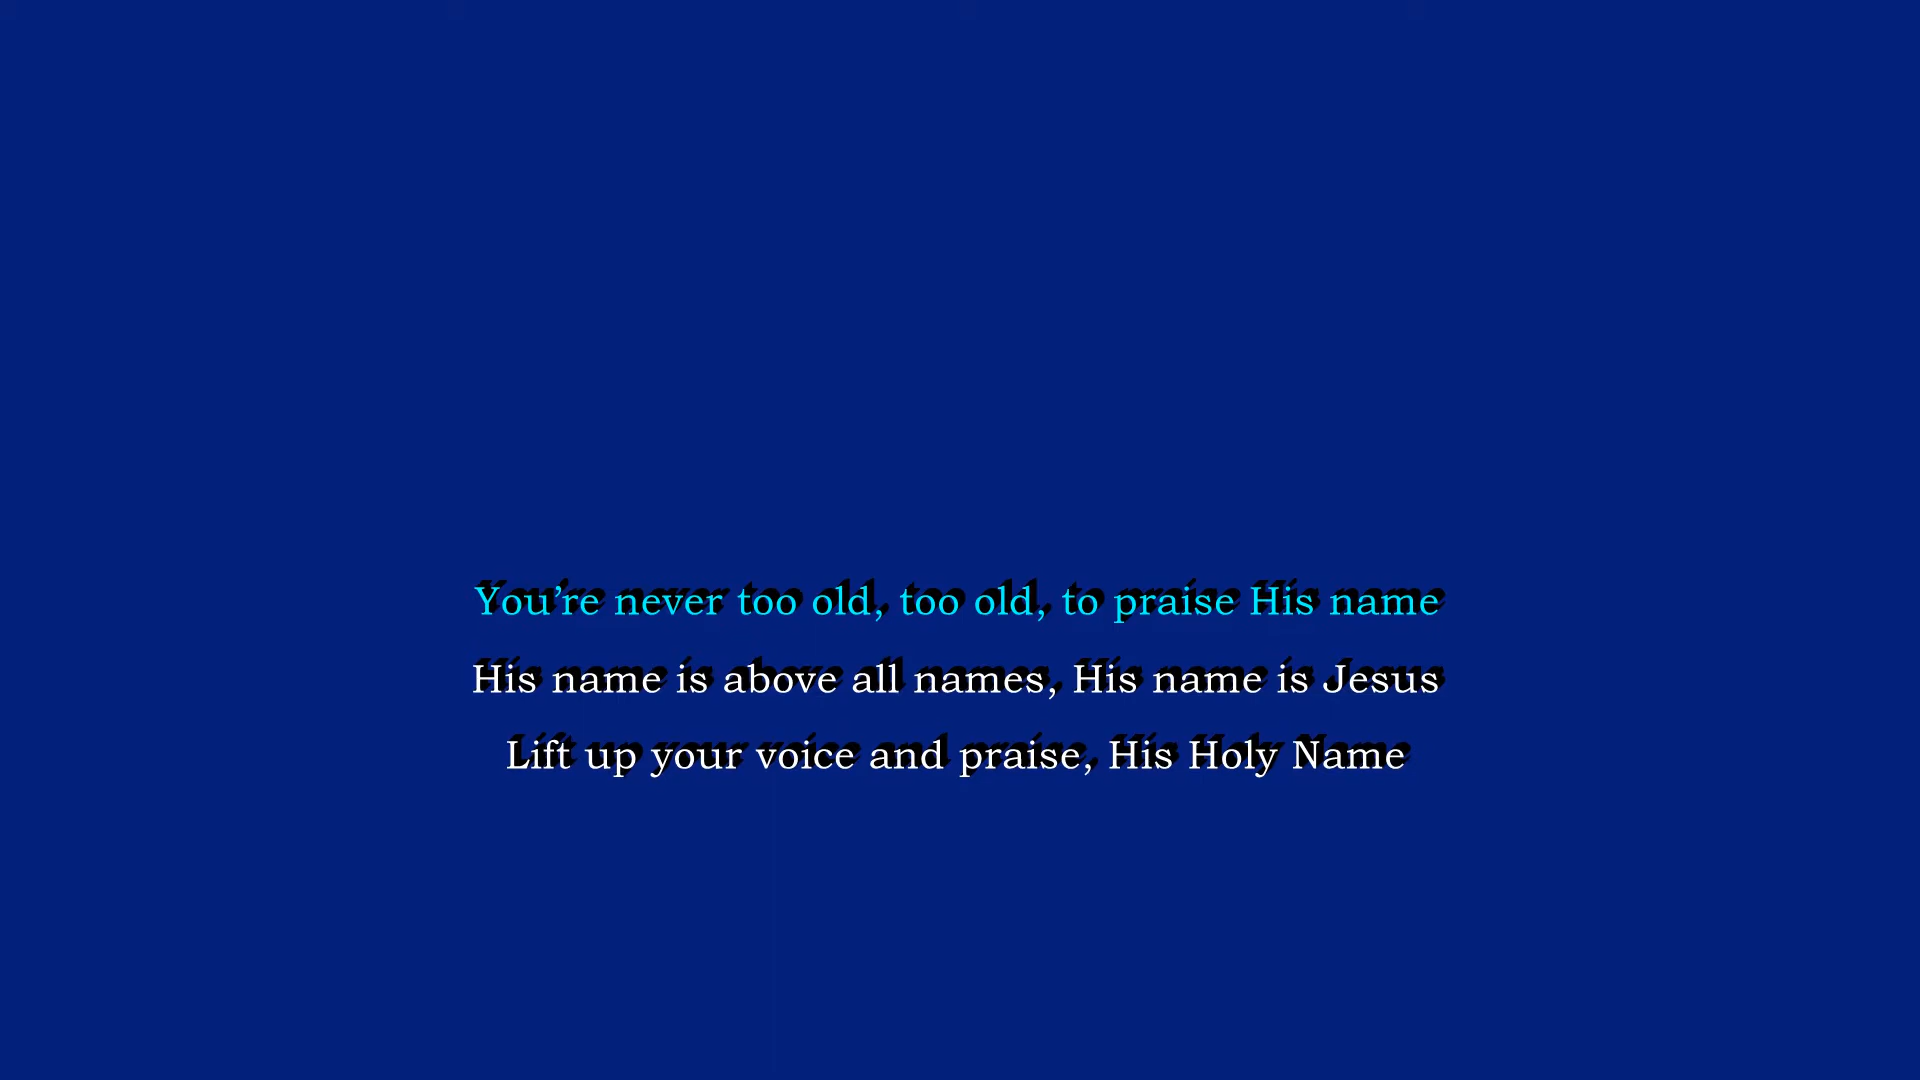 You’re never too old, too old, to praise His name
His name is above all names, His name is Jesus
Lift up your voice and praise, His Holy Name